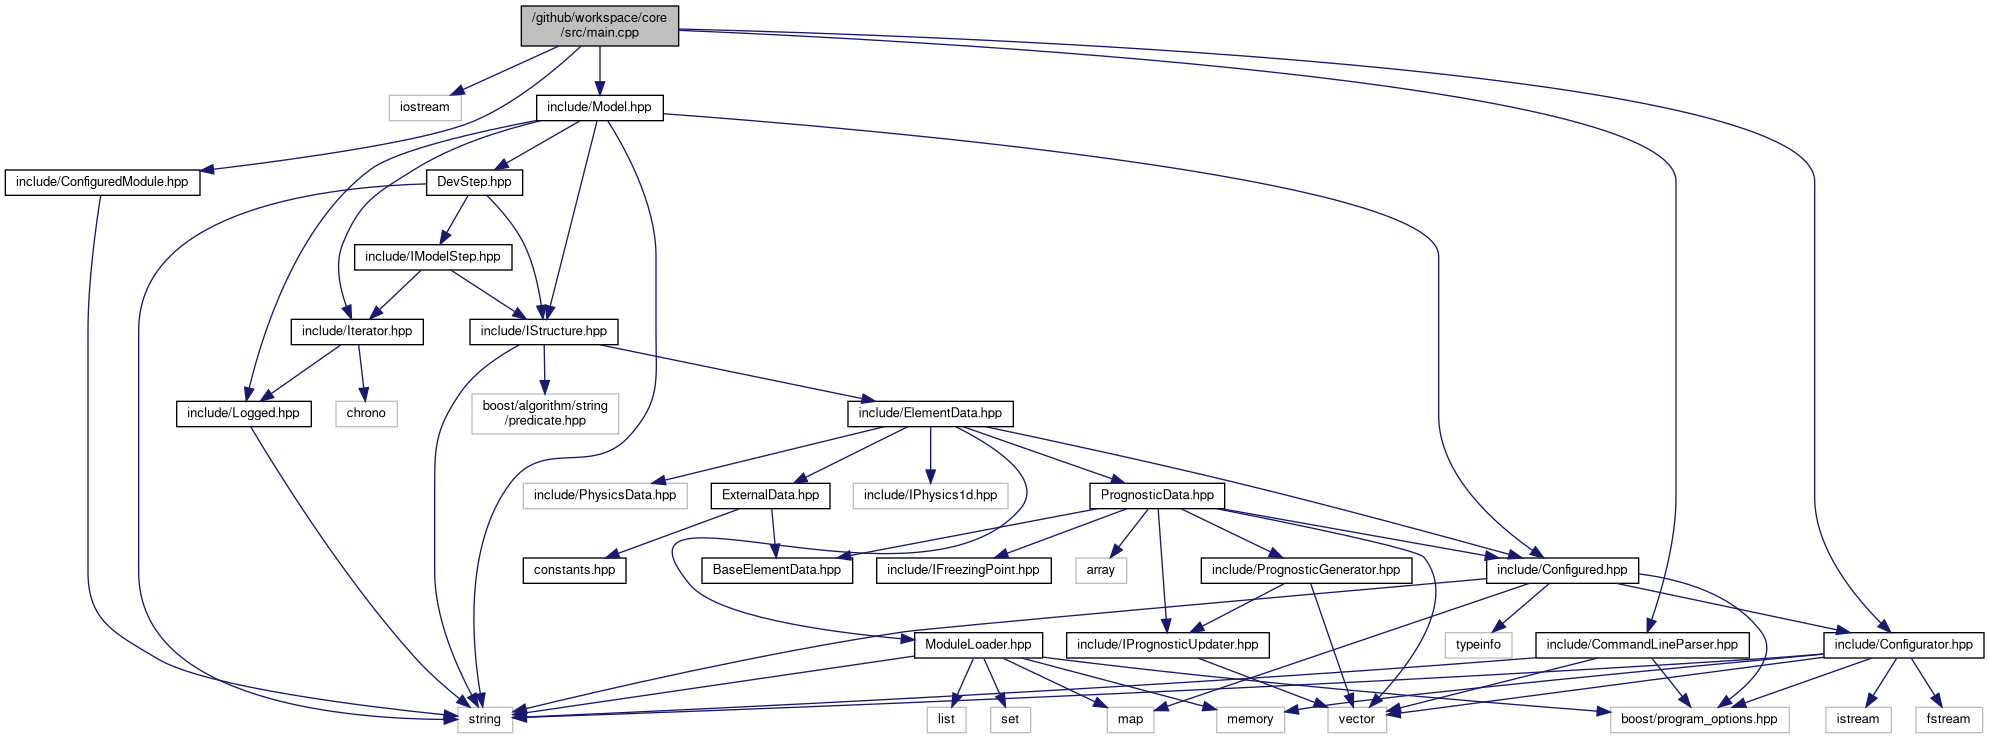 /github/workspace/core
/src/main.cpp
iostream
include/Model.hpp
include/ConfiguredModule.hpp
DevStep.hpp
include/IModelStep.hpp
include/Iterator.hpp
include/IStructure.hpp
include/Logged.hpp
chrono
boost/algorithm/string
/predicate.hpp
include/ElementData.hpp
include/PhysicsData.hpp
ExternalData.hpp
include/IPhysics1d.hpp
PrognosticData.hpp
constants.hpp
BaseElementData.hpp
include/IFreezingPoint.hpp
array
include/PrognosticGenerator.hpp
include/Configured.hpp
ModuleLoader.hpp
include/IPrognosticUpdater.hpp
typeinfo
include/CommandLineParser.hpp
include/Configurator.hpp
string
list
set
map
memory
vector
boost/program_options.hpp
istream
fstream